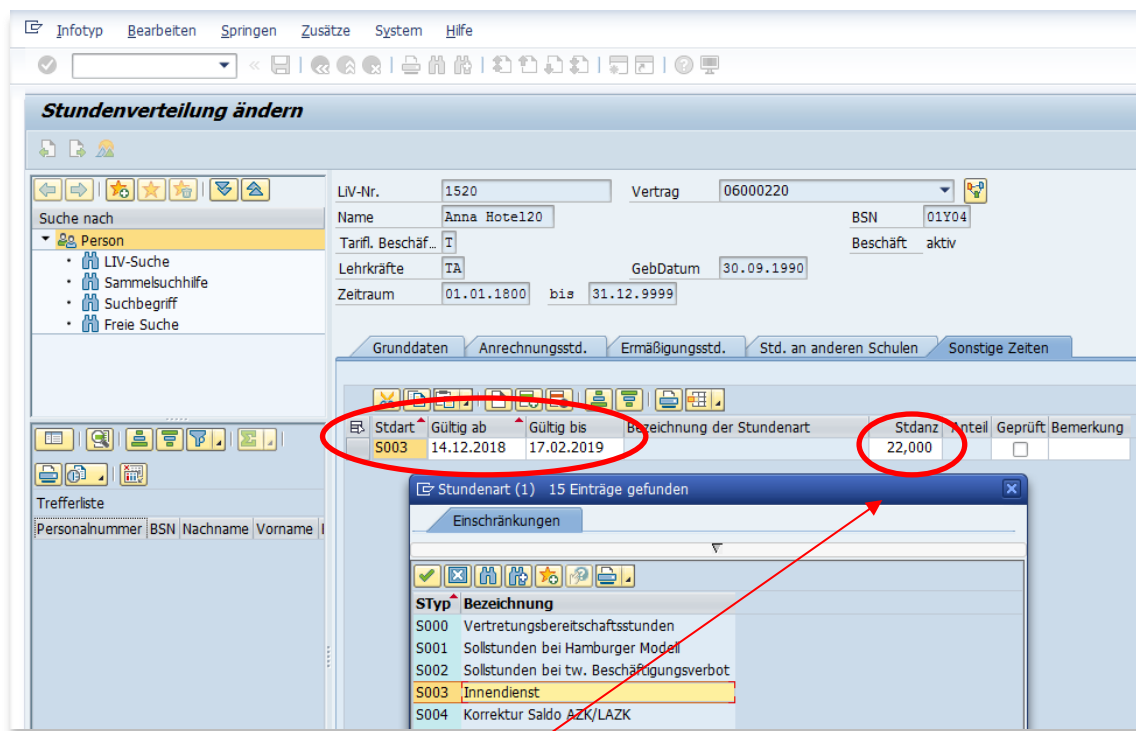 Infotyp Bearbeiten Springen Zusätze System Hilfe
Stundenverteilung ändern
Suche nach
Person
LIV-Suche
Sammelsuchhilfe
Suchbegriff
Freie Suche
LiV-Nr. 1520 Vertrag 06000220
Name Anna Hotel20 BSN 01Y04
Tarifl. Beschäf… T Beschäft aktiv
Lehrkräfte TA GebDatum 30.09.1990
Zeitraum 01.01.1800 bis 31.12.9999
Grunddaten Anrechnungsstd. Ermäßigungsstd. Std. an anderen Schulen Sonstige Zeiten
Stdart Gültig ab Gültig bis Bezeichnung der Stundenart Stdanz Anteil Geprüft Bemerkung
S003 14.12.2018 17.02.2019 22,000
Trefferliste
Personalnummer BSN Nachname Vorname
Stundenart (1) 15 Einträge gefunden
Einschränkungen
STyp Bezeichnung
S000 Vertretungsbereitschaftsstunden
S001 Sollstunden bei Hamburger Modell
S002 Sollstunden bei tw. Beschäftigungsverbot
S003 Innendienst
S004 Korrektur Saldo AZK/LAZK